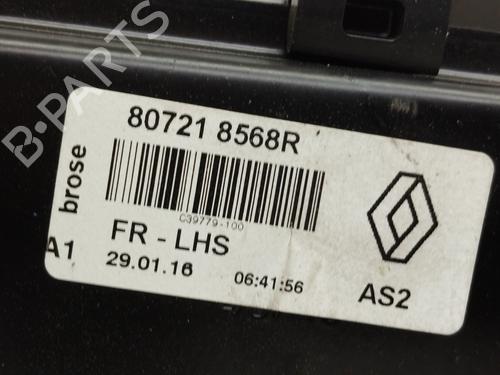 B-PARTS
80721 8568R
brose
C39779-100
A1
FR - LHS
29.01.16
06:41:56
AS2